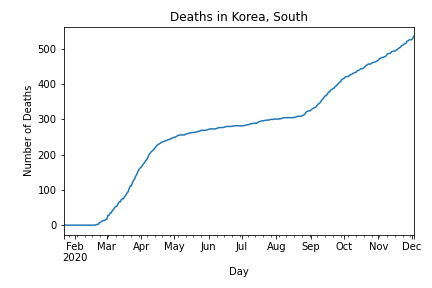 Deaths in Korea, South
Number of Deaths
500
400
300
200
100
0
Feb Mar Apr May Jun Jul Aug Sep Oct Nov Dec
2020
Day